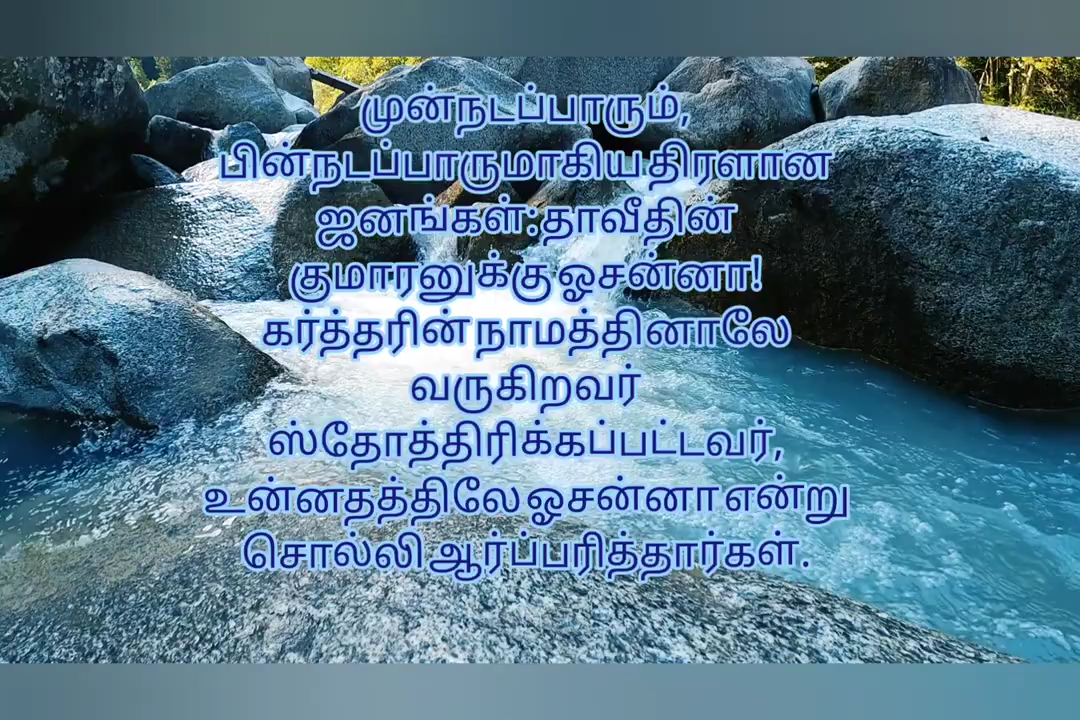 முன்நடப்பாரும்,
பின்நடப்பாருமாகிய திரளான
ஜனங்கள்:தாவீதின்
குமாரனுக்கு ஓசன்னா!
கர்த்தரின் நாமத்தினாலே
வருகிறவர்
ஸ்தோத்திரிக்கப்பட்டவர்,
உன்னதத்திலே ஓசன்னா என்று
சொல்லி ஆர்ப்பரித்தார்கள்.